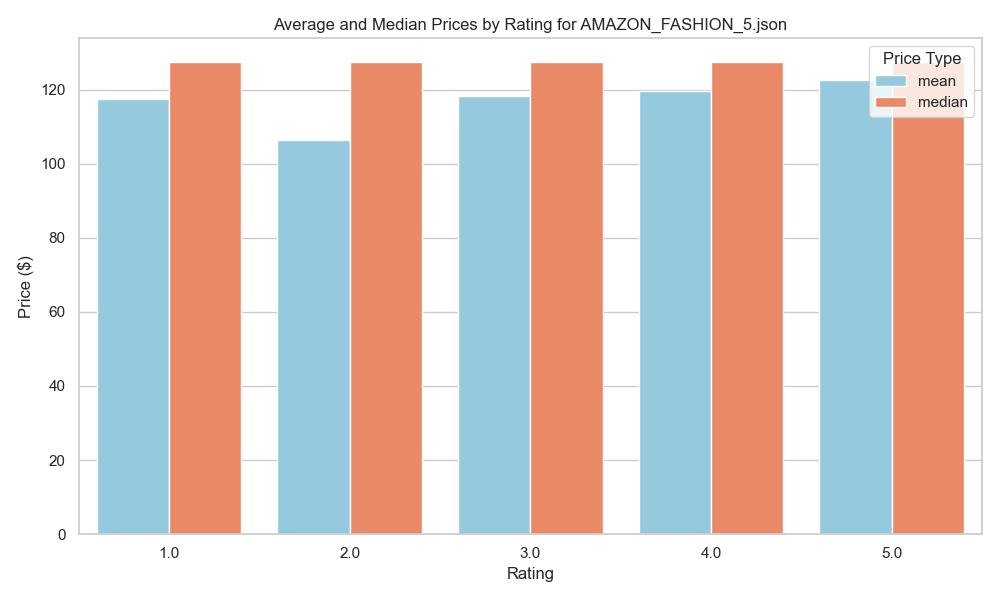 Average and Median Prices by Rating for AMAZON_FASHION_5.json
Price Type
mean
median
120
100
80
60
40
20
0
Price ($)
1.0 2.0 3.0 4.0 5.0
Rating